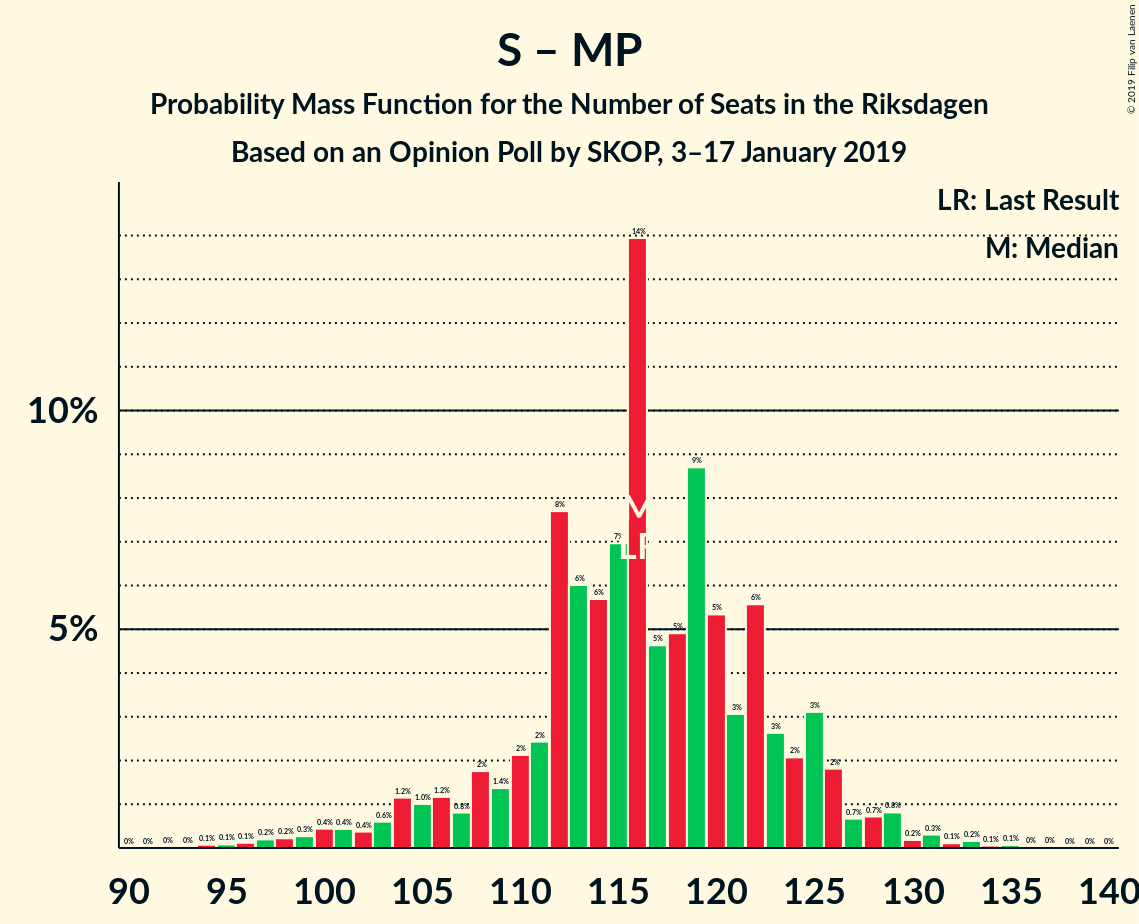 S – MP
Probability Mass Function for the Number of Seats in the Riksdagen
Based on an Opinion Poll by SKOP, 3–17 January 2019
© 2019 Filip van Laenen
LR: Last Result
M: Median
10%
5%
0% 0% 0% 0% 0.1% 0.1% 0.1% 0.2% 0.2% 0.3% 0.4% 0.4% 0.4% 0.6% 1.2% 1.0% 1.2% 0.8% 2% 1.4% 2% 2% 8% 6% 6% 7% 14% 5% 5% 9% 5% 3% 6% 3% 2% 3% 2% 0.7% 0.7% 0.8% 0.2% 0.3% 0.1% 0.2% 0.1% 0.1% 0% 0% 0% 0% 0%
M
LR
90 95 100 105 110 115 120 125 130 135 140